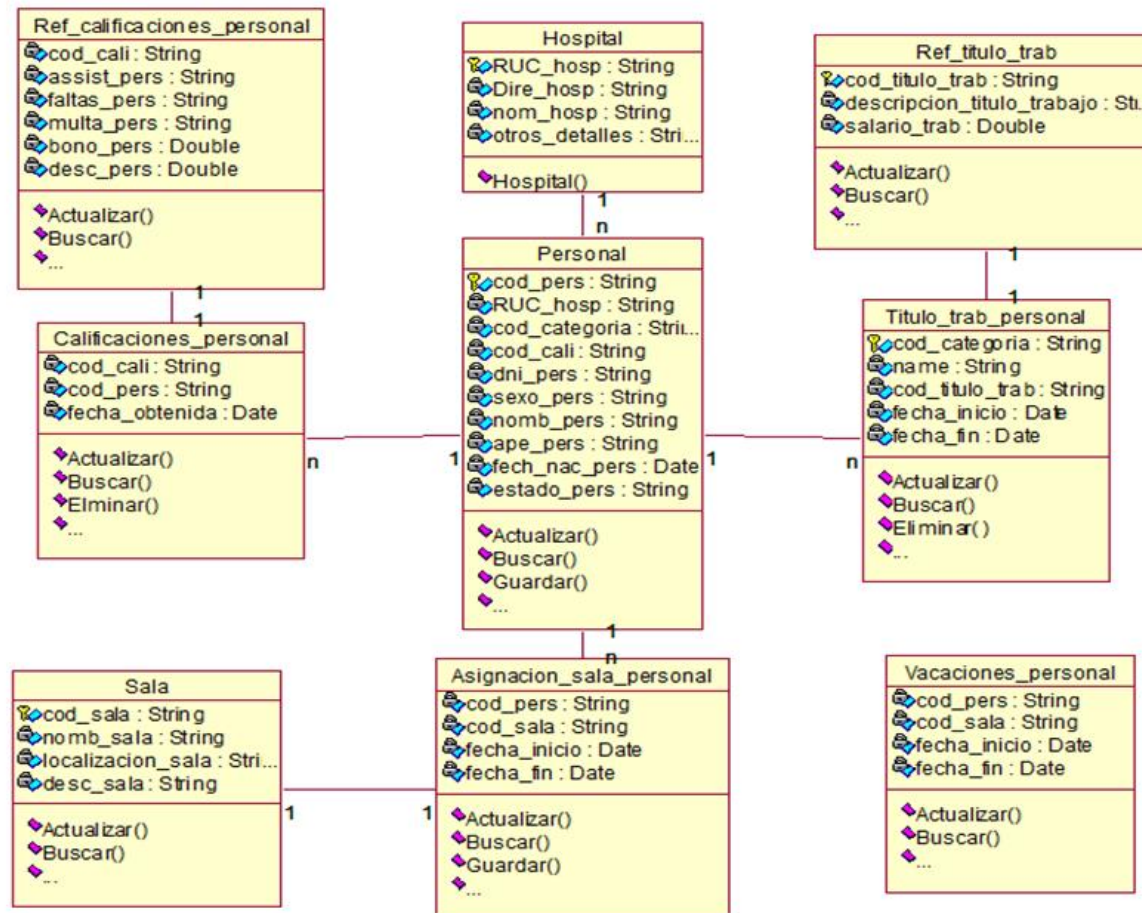 Ref_calificaciones_personal
cod_cali : String
assist_pers : String
faltas_pers : String
multa_pers : String
bono_pers : Double
desc_pers : Double
Actualizar()
Buscar()
...
1
1
Calificaciones_personal
cod_cali : String
cod_pers : String
fecha_obtenida : Date
Actualizar()
Buscar()
Elminar()
...
n
1
Hospital
RUC_hosp : String
Dire_hosp : String
nom_hosp : String
otros_detalles : Stri...
Hospital()
1
n
Personal
cod_pers : String
RUC_hosp : String
cod_categoria : Strin...
cod_cali : String
dni_pers : String
sexo_pers : String
nomb_pers : String
ape_pers : String
fech_nac_pers : Date
estado_pers : String
Actualizar()
Buscar()
Guardar()
...
1
n
Ref_titulo_trab
cod_titulo_trab : String
descripcion_titulo_trabajo : Stu...
salario_trab : Double
Actualizar()
Buscar()
...
1
1
Titulo_trab_personal
cod_categoria : String
name : String
cod_titulo_trab : String
fecha_inicio : Date
fecha_fin : Date
Actualizar()
Buscar()
Eliminar()
...
1
n
Sala
cod_sala : String
nomb_sala : String
localizacion_sala : Stri...
desc_sala : String
Actualizar()
Buscar()
...
1
1
Asignacion_sala_personal
cod_pers : String
cod_sala : String
fecha_inicio : Date
fecha_fin : Date
Actualizar()
Buscar()
Guardar()
...
Vacaciones_personal
cod_pers : String
cod_sala : String
fecha_inicio : Date
fecha_fin : Date
Actualizar()
Buscar()
...